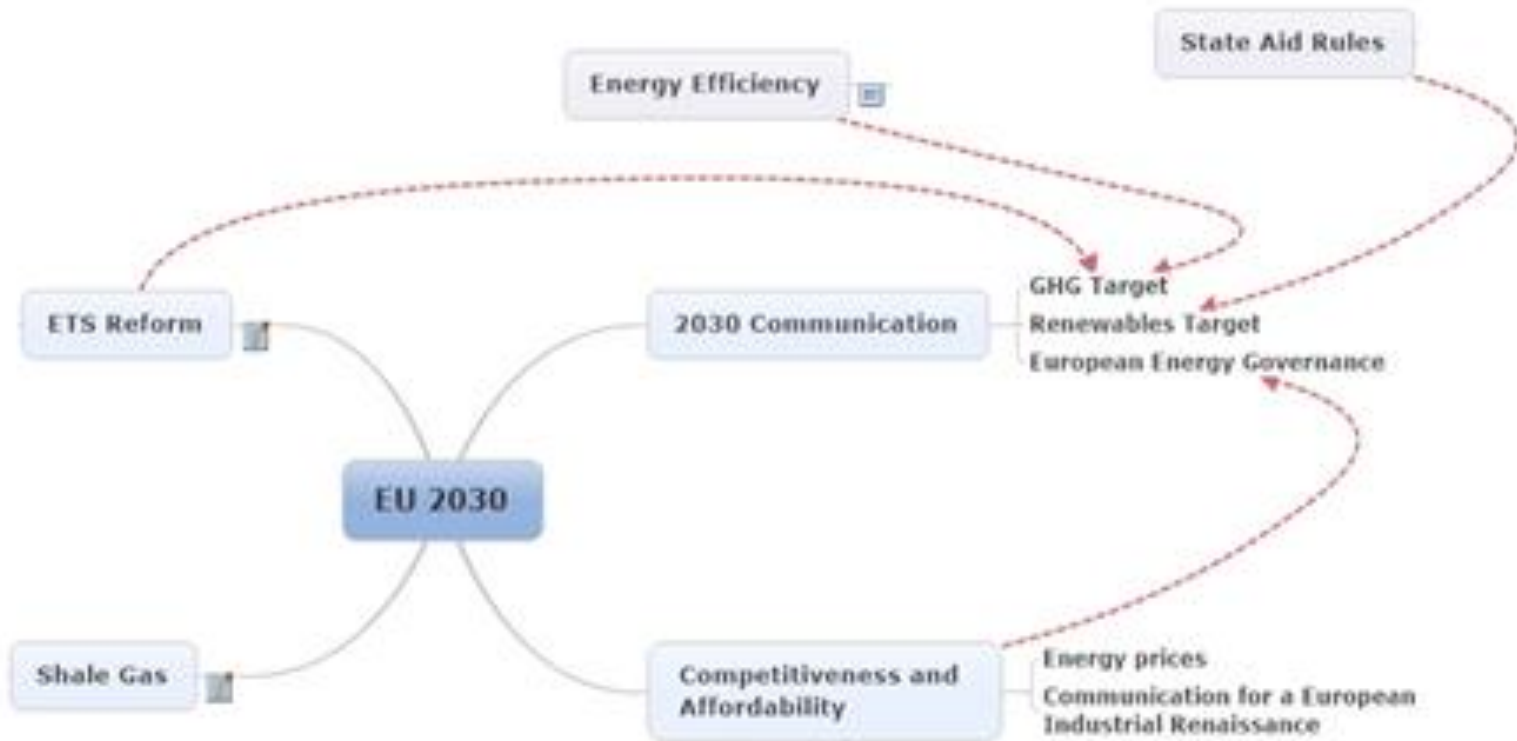 State Aid Rules
Energy Efficiency
GHG Target
ETS Reform
2030 Communication
Renewables Target
European Energy Governance
EU 2030
Shale Gas
Competitiveness and
Affordability
Energy prices
Communication for a European
Industrial Renaissance